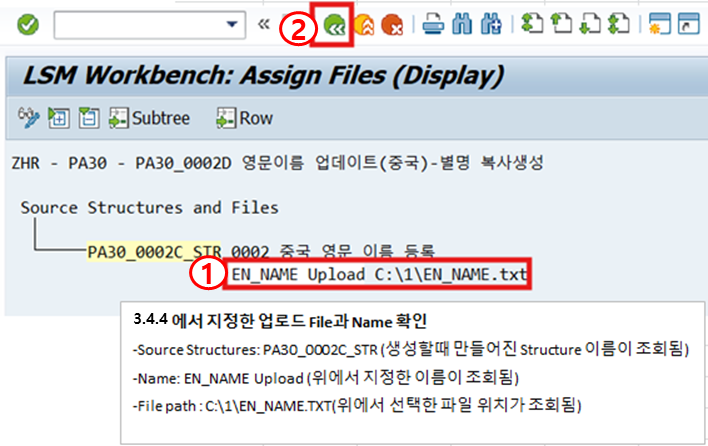 ②
LSM Workbench: Assign Files (Display)
Subtree Row
ZHR - PA30 - PA30_0002D 영문이름 업데이트(중국)-별명 복사생성
Source Structures and Files
PA30_0002C_STR 0002 중국 영문 이름 등록
① EN_NAME Upload C:\1\EN_NAME.txt
3.4.4 에서 지정한 업로드 File과 Name 확인
-Source Structures: PA30_0002C_STR (생성할때 만들어진 Structure 이름이 조회됨)
-Name: EN_NAME Upload (위에서 지정한 이름이 조회됨)
-File path : C:\1\EN_NAME.TXT(위에서 선택한 파일 위치가 조회됨)